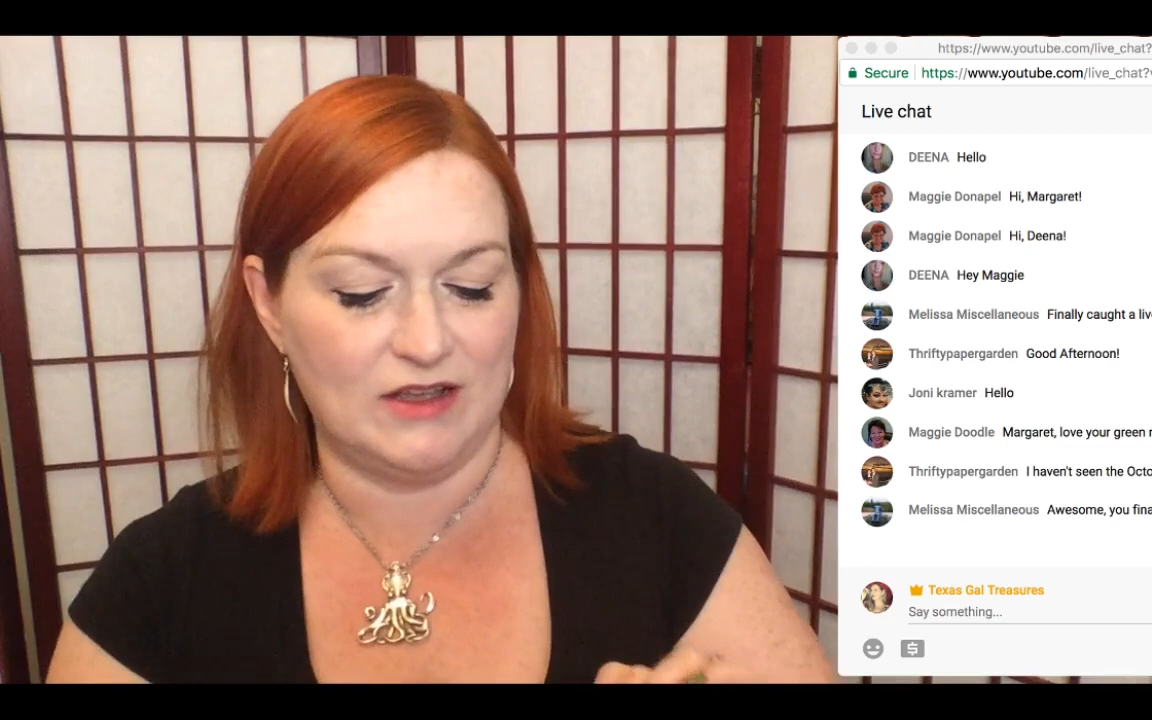 https://www.youtube.com/live_chat?
Secure https://www.youtube.com/live_chat?
Live chat
DEENA Hello
Maggie Donapel Hi, Margaret!
Maggie Donapel Hi, Deena!
DEENA Hey Maggie
Melissa Miscellaneous Finally caught a
Thriftypapergarden Good Afternoon!
Joni kramer Hello
Maggie Doodle Margaret, love your green
Thriftypapergarden I haven't seen the
Melissa Miscellaneous Awesome, you
Texas Gal Treasures
Say something...